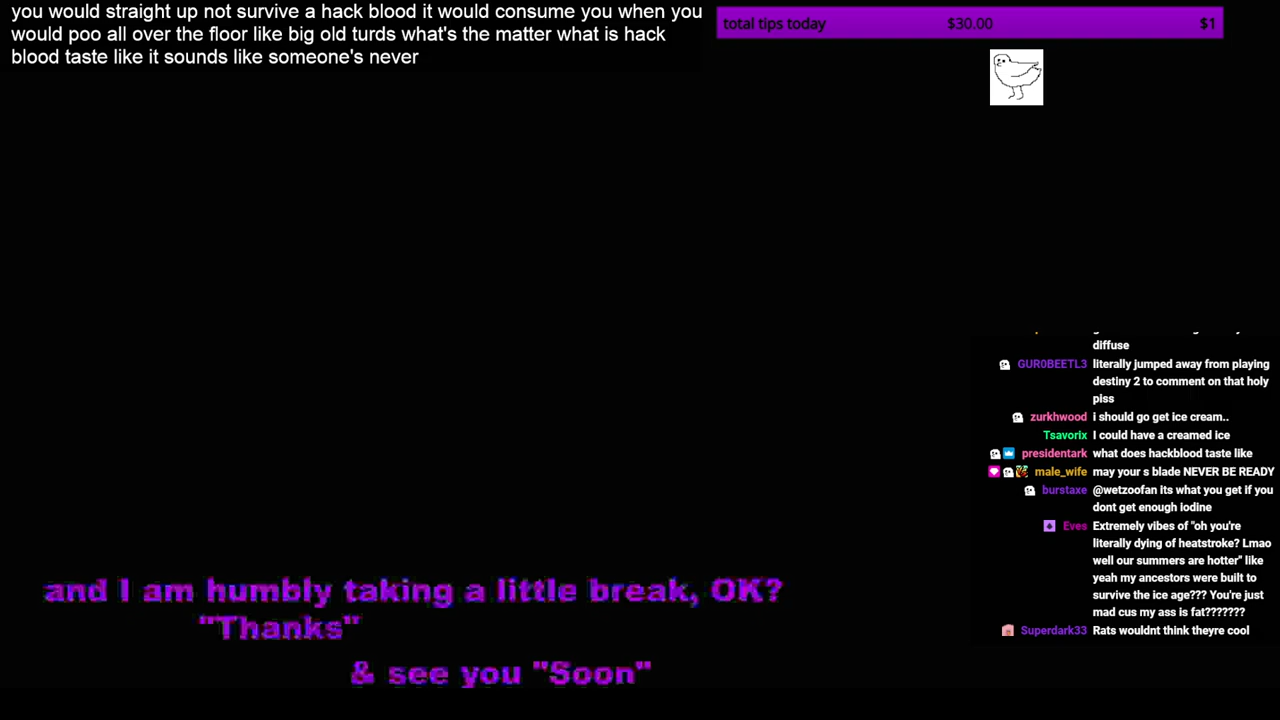 you would straight up not survive a hack blood it would consume you when you
would poo all over the floor like big old turds what's the matter what is hack
blood taste like it sounds like someone's never
total tips today $30.00 $1
diffuse
GUR0BEETL3 literally jumped away from playing
destiny 2 to comment on that holy
piss
zurkhwood i should go get ice cream..
Tsavorix I could have a creamed ice
presidentark what does hackblood taste like
male_wife may your s blade NEVER BE READY
burstaxe @wetzoofan its what you get if you
dont get enough iodine
Eves Extremely vibes of "oh you're
literally dying of heatstroke? Lmao
well our summers are hotter" like
yeah my ancestors were built to
survive the ice age??? You're just
mad cus my ass is fat???????
Superdark33 Rats wouldnt think theyre cool
and I am humbly taking a little break, OK?
"Thanks"
& see you "Soon"